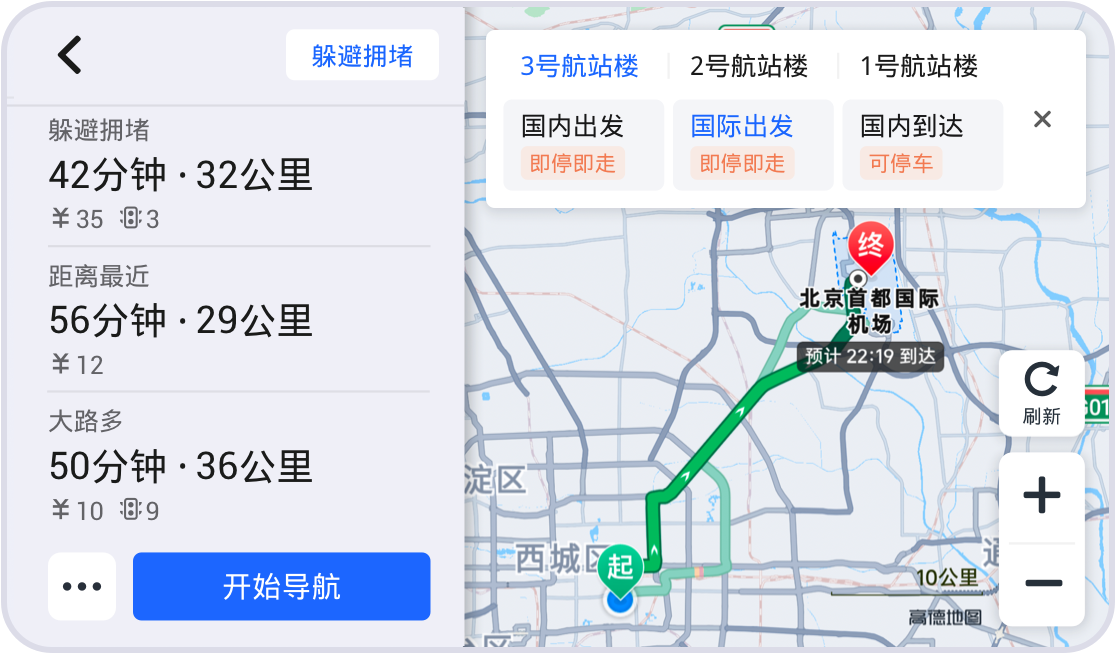 躲避拥堵
躲避拥堵
42分钟·32公里
¥35 3
距离最近
56分钟·29公里
¥12
大路多
50分钟·36公里
¥10 9
开始导航
3号航站楼 2号航站楼 1号航站楼
国内出发 国际出发 国内到达
即停即走 即停即走 可停车
终
北京首都国际
机场
预计 22:19 到达
刷新
G01
淀区
西城区
起
通
10公里
高德地图